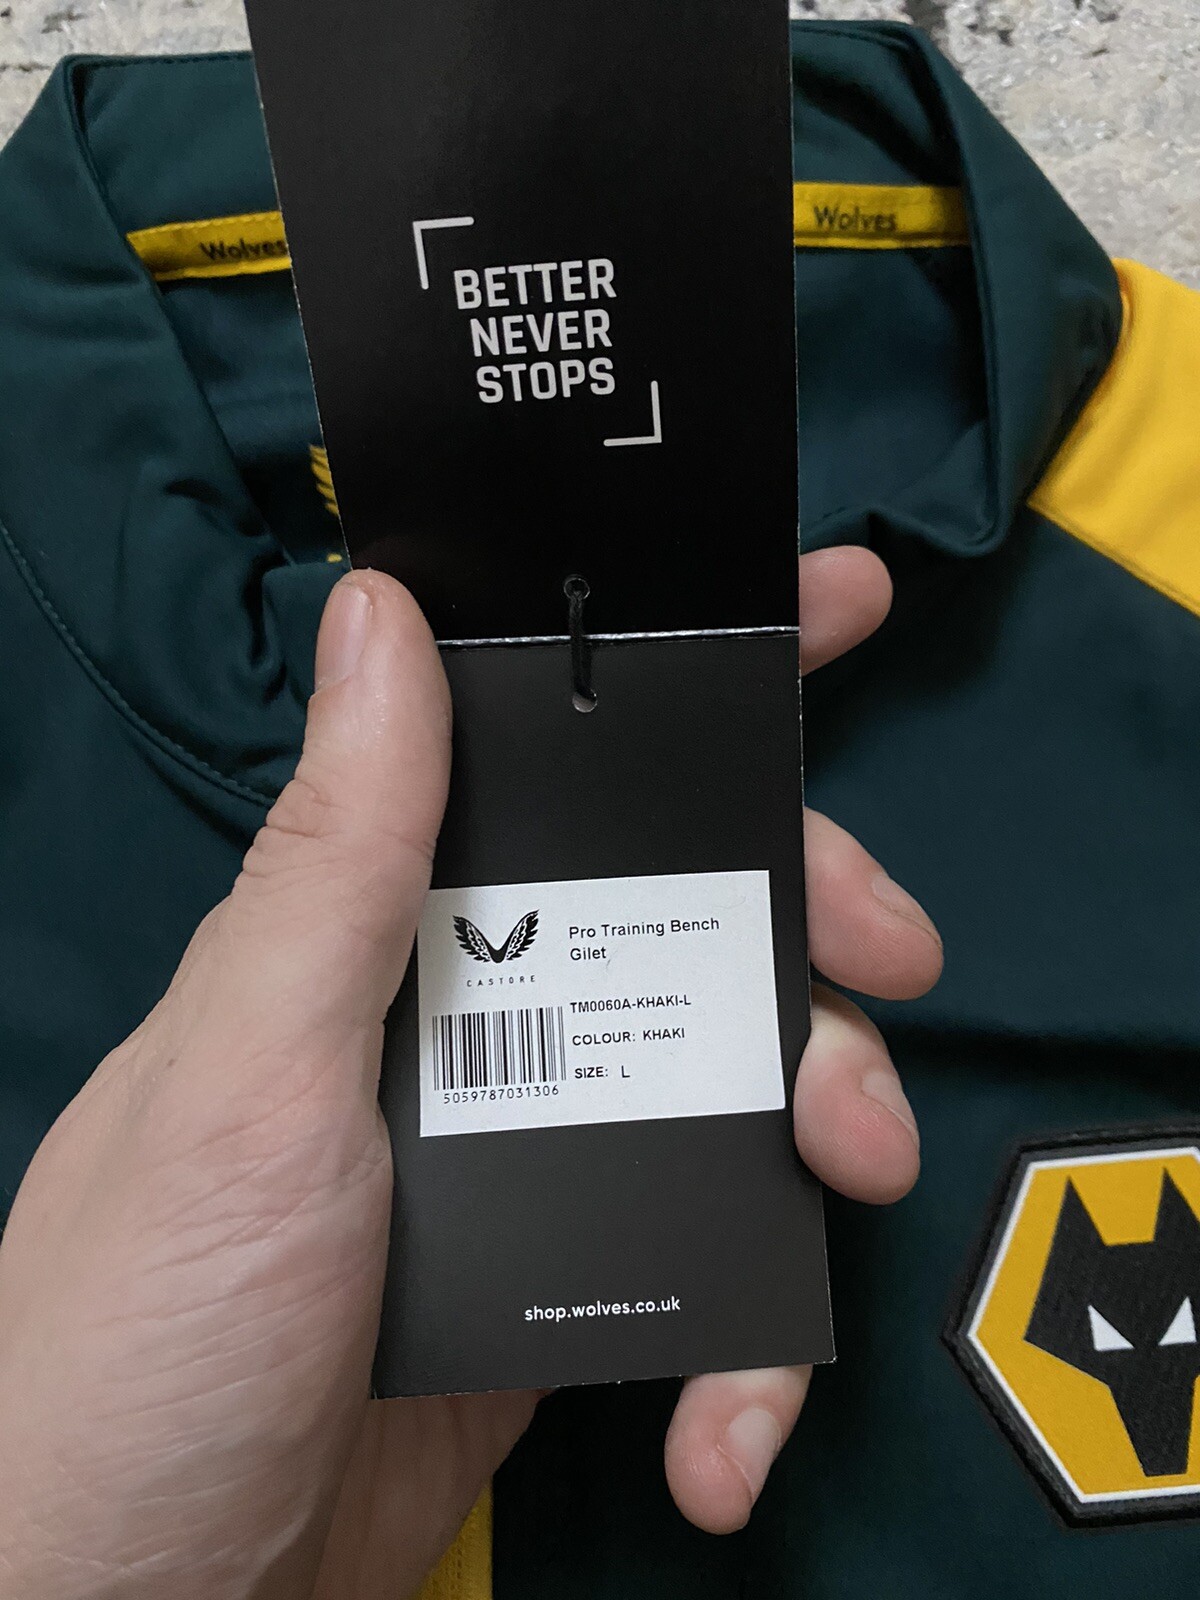 Wolves
Wolves
BETTER
NEVER
STOPS
CASTORE
Pro Training Bench
Gilet
TM0060A-KHAKI-L
COLOUR: KHAKI
SIZE: L
5059787031306
shop.wolves.co.uk